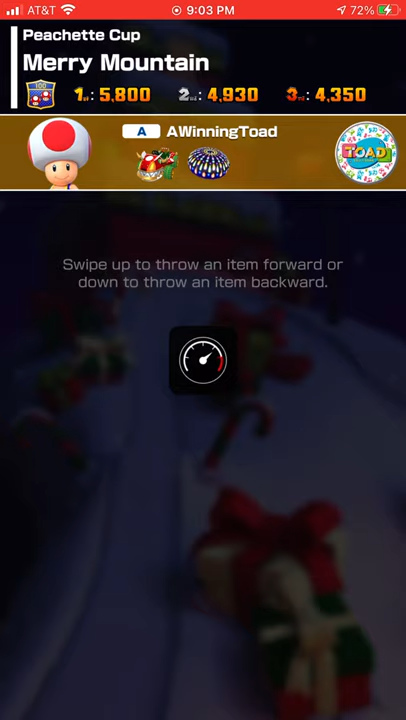 AT&T 9:03 PM 72%
Peachette Cup
Merry Mountain
100 1st: 5,800 2nd: 4,930 3rd: 4,350
A AWinningToad
TOAD
Swipe up to throw an item forward or
down to throw an item backward.